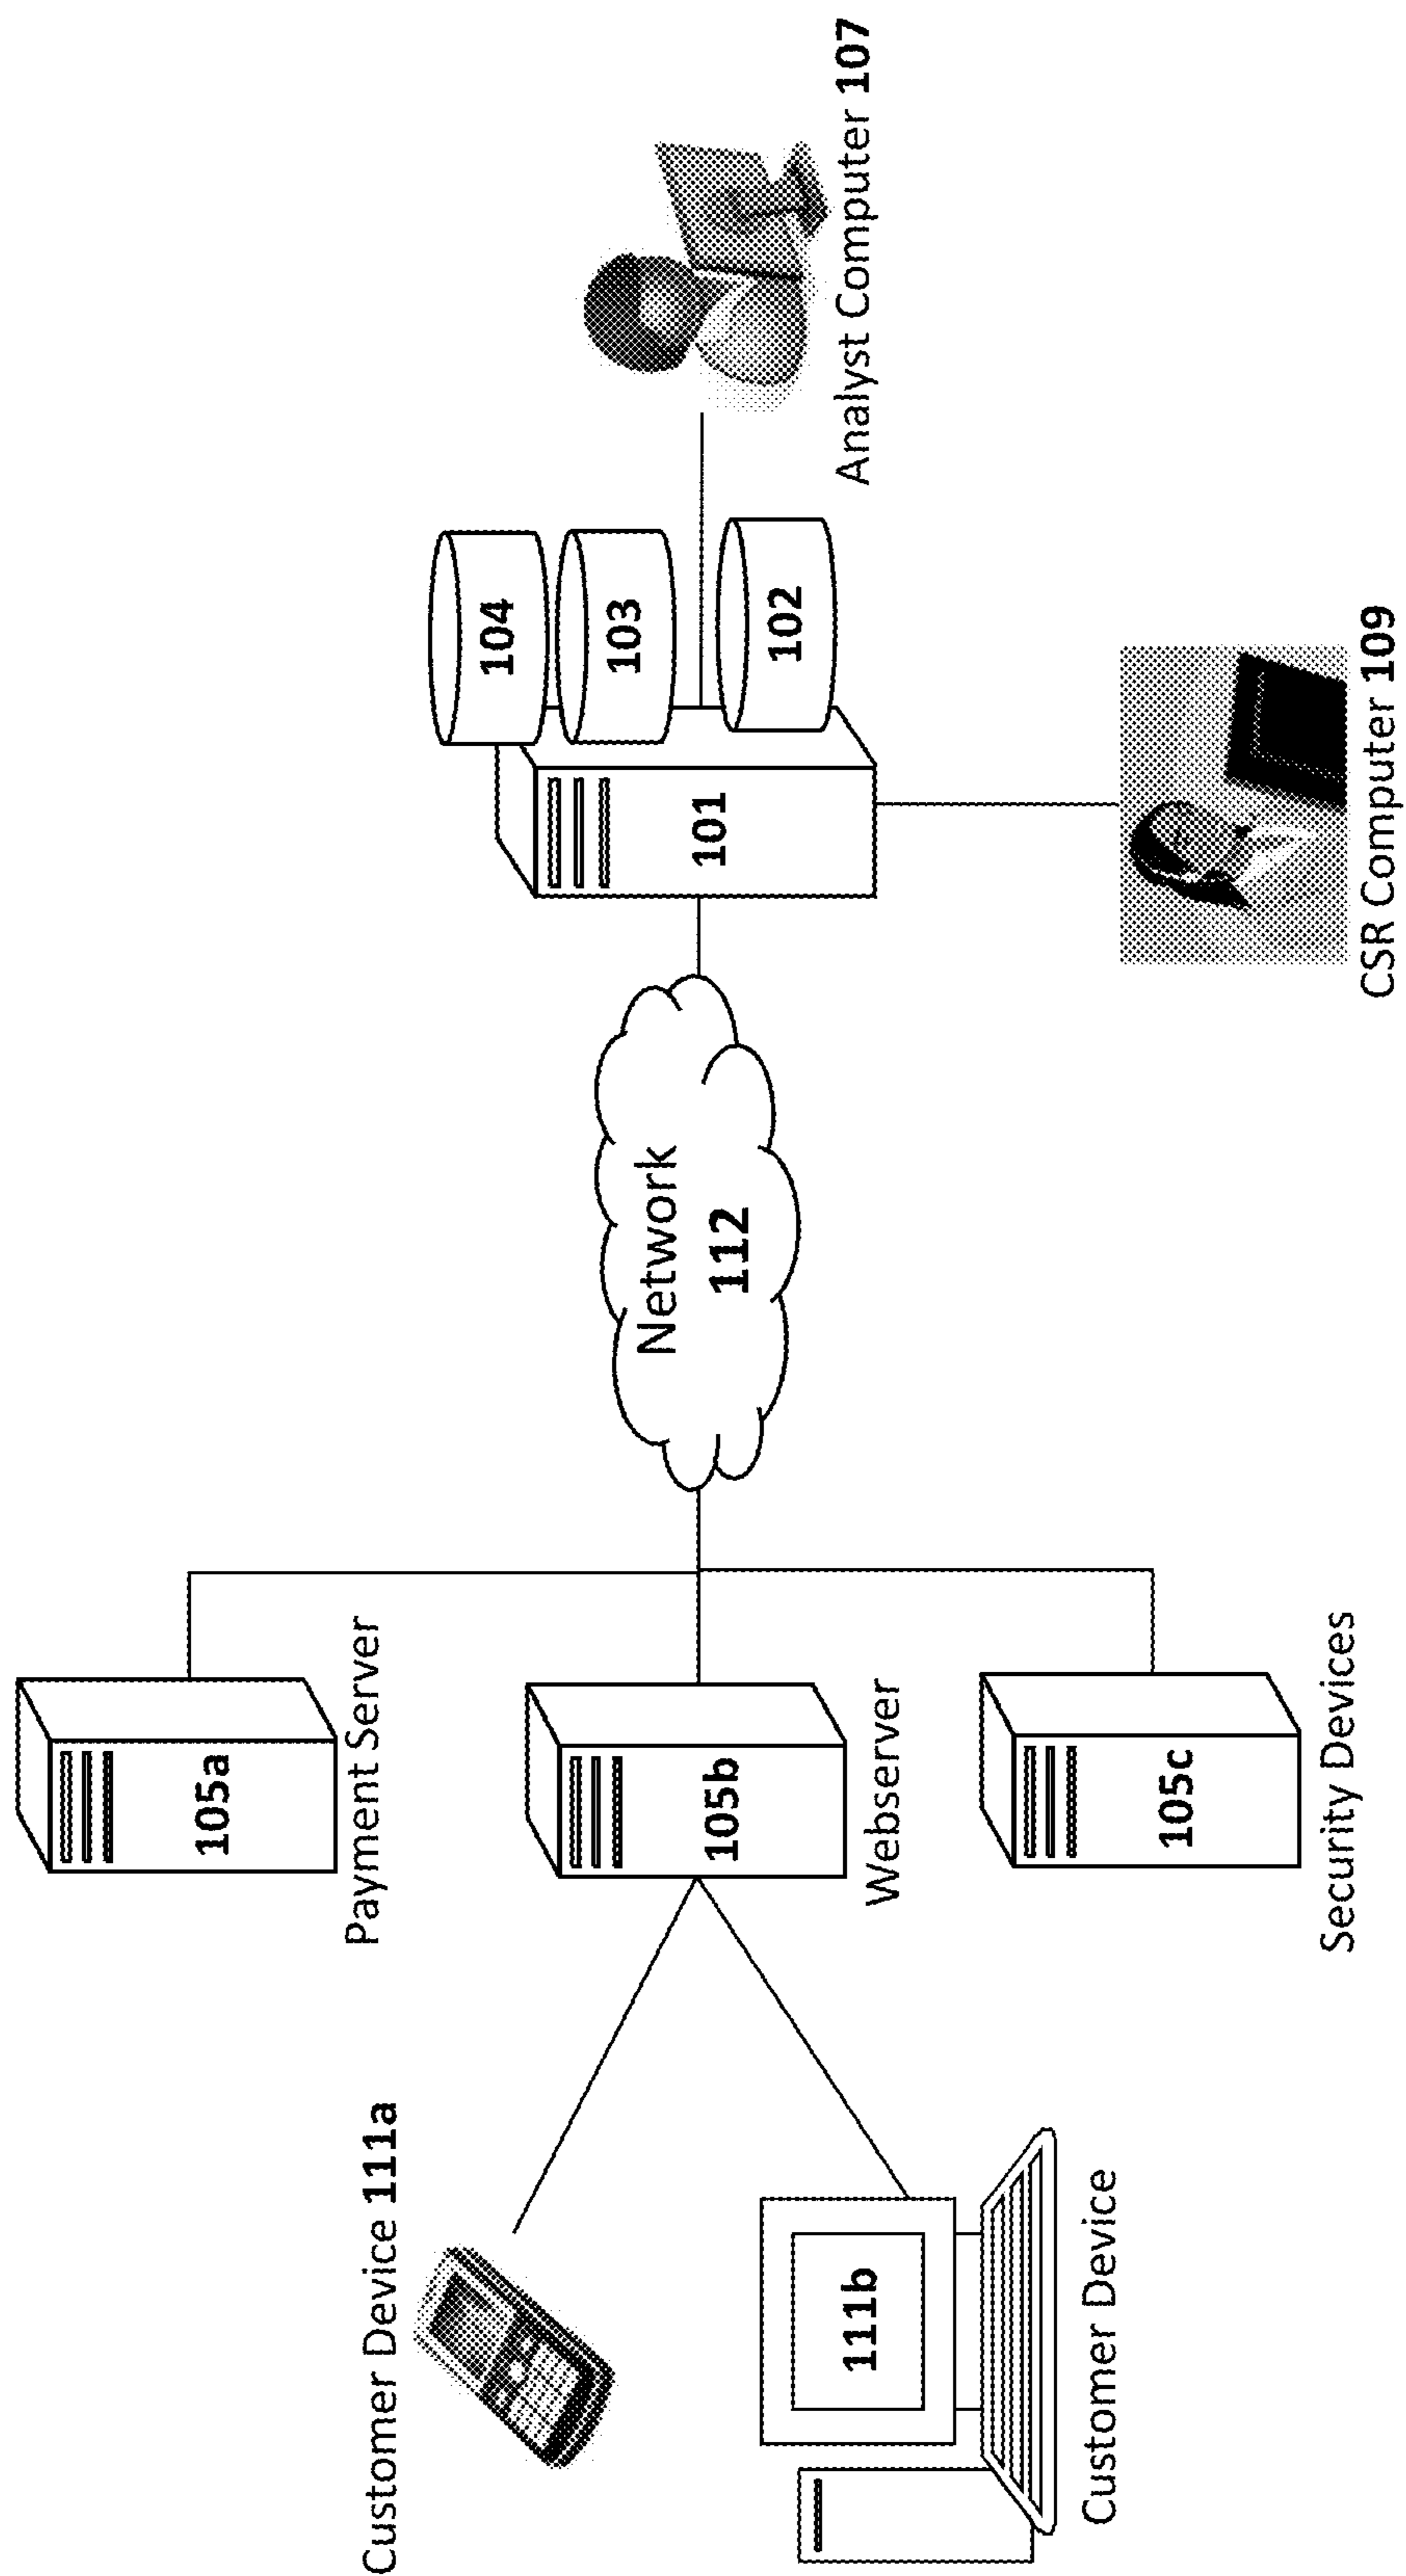 105a
Payment Server
Customer Device 111a
105b
Webserver
111b
Customer Device
105c
Security Devices
Network
112
101
104
103
102
Analyst Computer 107
CSR Computer 109